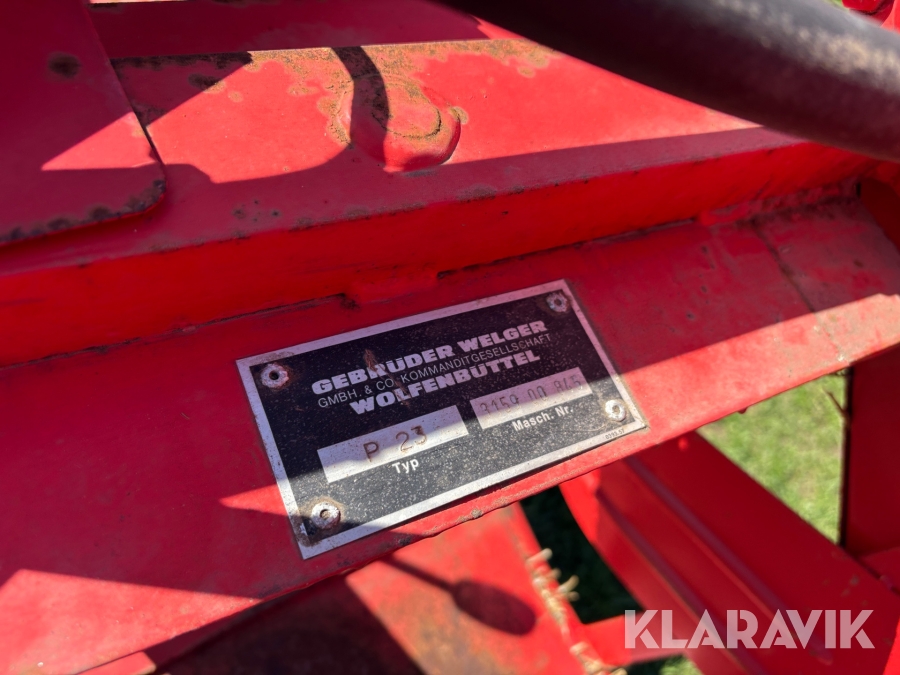 GEBRÜDER WELGER
GMBH. & CO. KOMMANDITGESELLSCHAFT
WOLFENBÜTTEL
P 23
Typ
Masch. Nr.
KLARAVIK